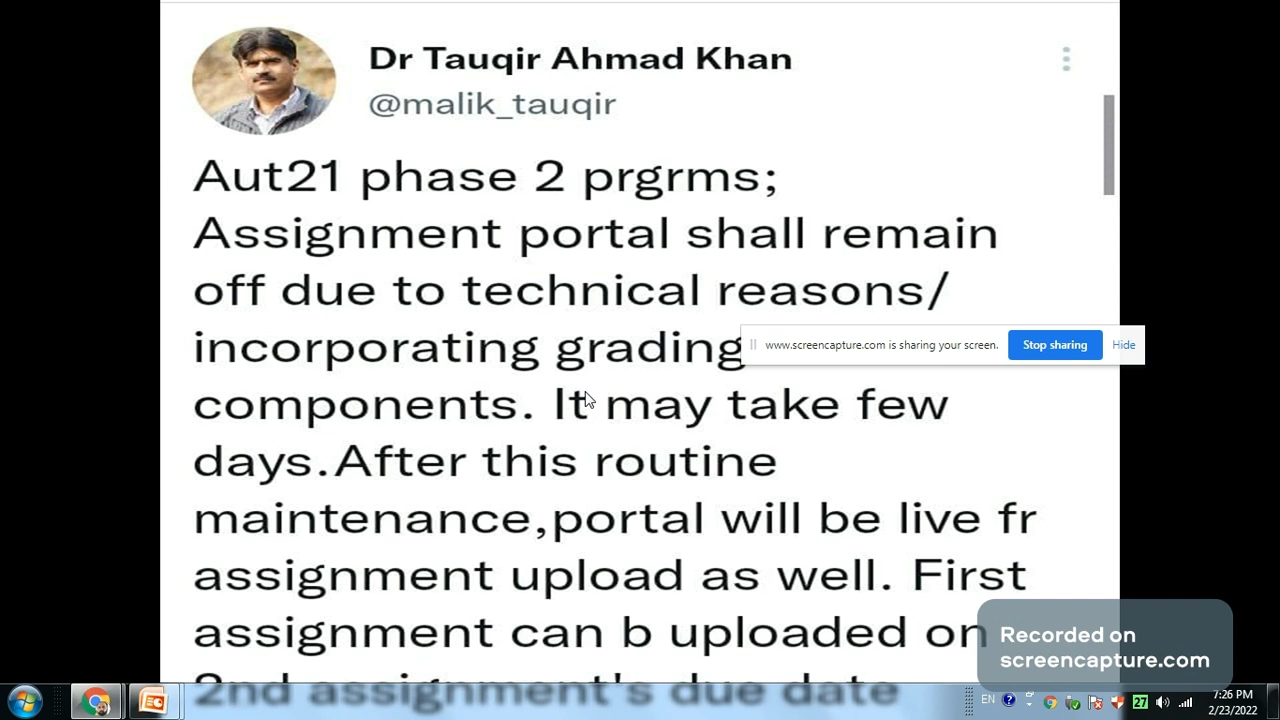 Dr Tauqir Ahmad Khan
@malik_tauqir
Aut21 phase 2 prgrms;
Assignment portal shall remain
off due to technical reasons/
incorporating grading
www.screencapture.com is sharing your screen.
Stop sharing
Hide
components. It may take few
days.After this routine
maintenance,portal will be live fr
assignment upload as well. First
assignment can b uploaded on
2nd assignment's due date
Recorded on
screencapture.com
EN
27
7:26 PM
2/23/2022